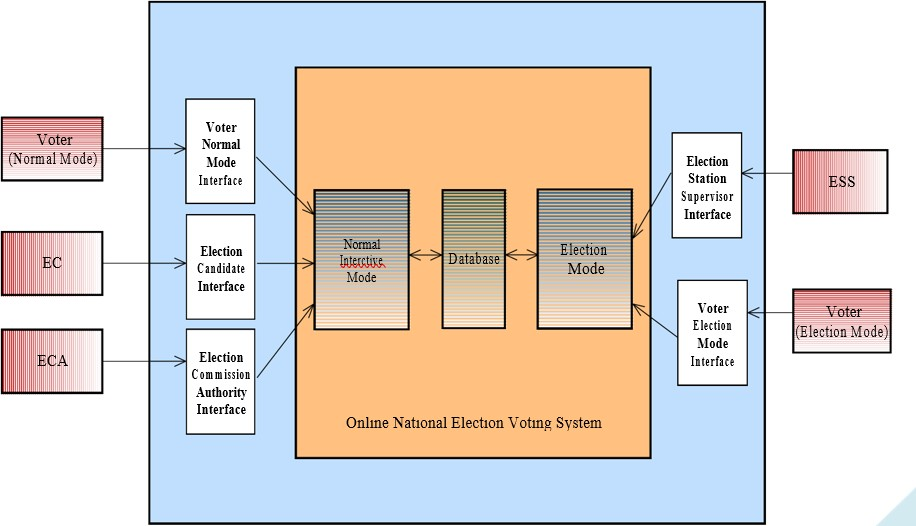 Voter
(Normal Mode)
EC
ECA
Voter
Normal
Mode
Interface
Election
Candidate
Interface
Election
Commission
Authority
Interface
Normal
Interctive
Mode
Database
Election
Mode
Online National Election Voting System
Election
Station
Supervisor
Interface
Voter
Election
Mode
Interface
ESS
Voter
(Election Mode)